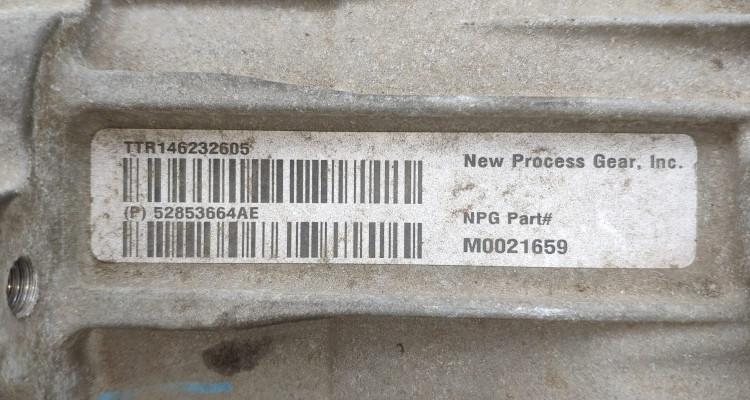 TTR146232605
(P) 52853664AE
New Process Gear, Inc.
NPG Part#
M0021659